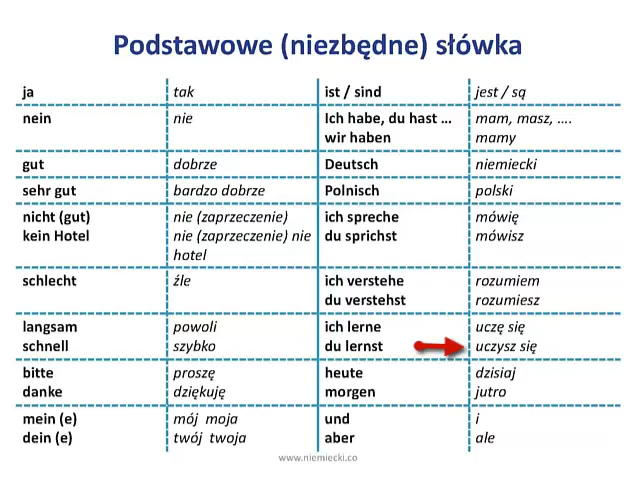 Podstawowe (niezbędne) słówka
ja tak ist / sind jest / są
nein nie Ich habe, du hast … mam, masz, ….
wir haben mamy
gut dobrze Deutsch niemiecki
sehr gut bardzo dobrze Polnisch polski
nicht (gut) nie (zaprzeczenie) ich spreche mówię
kein Hotel nie (zaprzeczenie) nie du sprichst mówisz
hotel
schlecht źle ich verstehe rozumiem
du verstehst rozumiesz
langsam powoli ich lerne uczę się
schnell szybko du lernst uczysz się
bitte proszę heute dzisiaj
danke dziękuję morgen jutro
mein (e) mój moja und i
dein (e) twój twoja aber ale
www.niemiecki.co